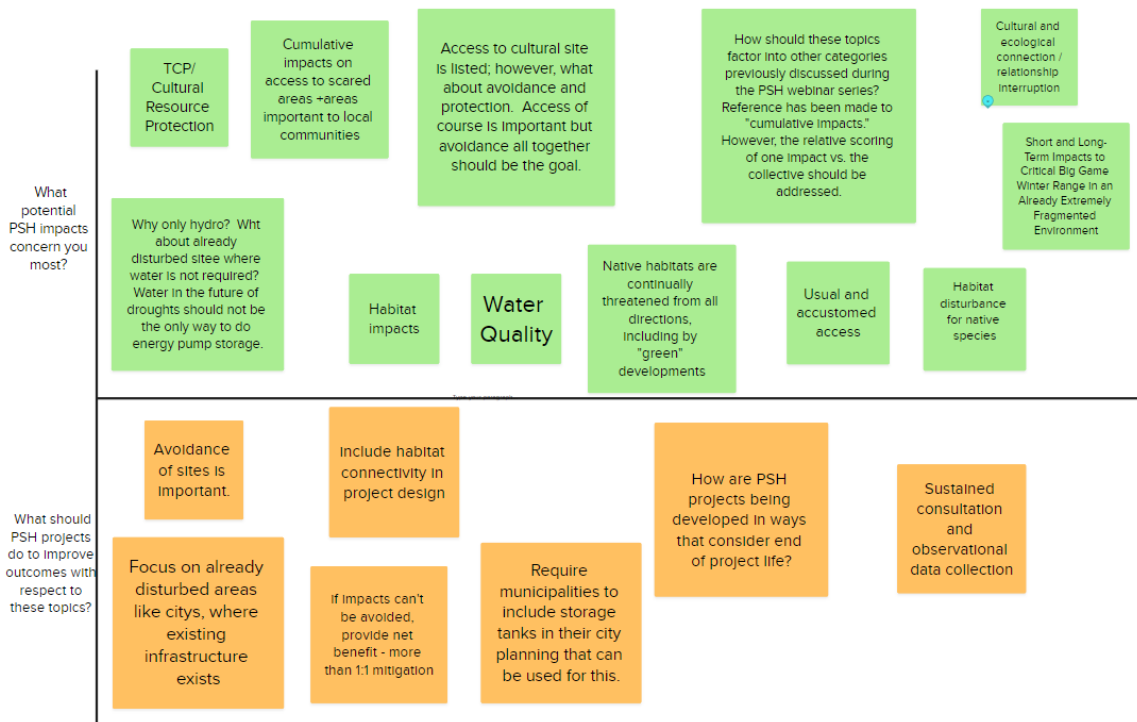 What
potential
PSH impacts
concern you
most?
TCP/
Cultural
Resource
Protection
Cumulative
impacts on
access to scared
areas +areas
important to local
communities
Access to cultural site
is listed; however, what
about avoidance and
protection. Access of
course is important but
avoidance all together
should be the goal.
How should these topics
factor into other categories
previously discussed during
the PSH webinar series?
Reference has been made to
"cumulative impacts."
However, the relative scoring
of one impact vs. the
collective should be
addressed.
Cultural and
ecological
connection /
relationship
Interruption
Short and Long-
Term Impacts to
Critical Big Game
Winter Range in an
Already Extremely
Fragmented
Environment
Why only hydro? Wht
about already
disturbed sitee where
water is not required?
Water in the future of
droughts should not be
the only way to do
energy pump storage.
Habitat
impacts
Water
Quality
Native habitats are
continually
threatened from all
directions,
including by
"green"
developments
Usual and
accustomed
access
Habitat
disturbance
for native
species
What should
PSH projects
do to improve
outcomes with
respect to
these topics?
Avoidance
of sites is
important.
Include habitat
connectivity in
project design
How are PSH
projects being
developed in ways
that consider end
of project life?
Sustained
consultation
and
observational
data collection
Focus on already
disturbed areas
like citys, where
existing
infrastructure
exists
If impacts can't
be avoided,
provide net
benefit - more
than 1:1 mitigation
Require
municipalities to
include storage
tanks in their city
planning that can
be used for this.